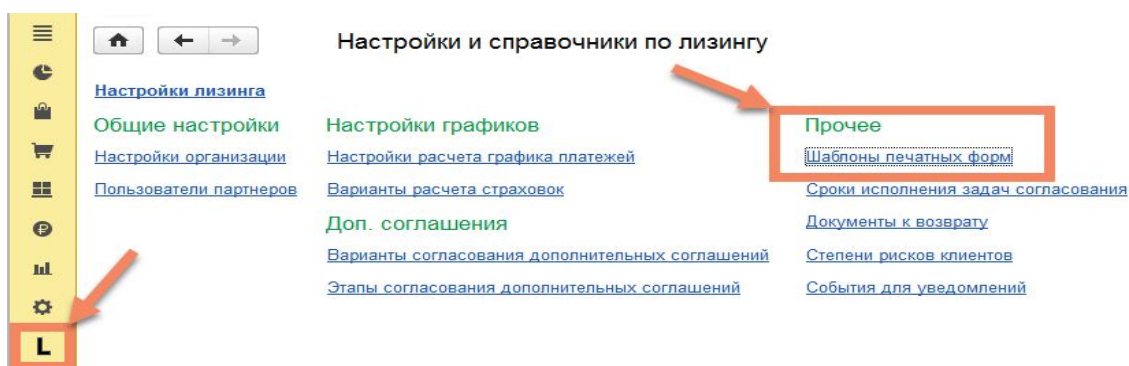 Настройки и справочники по лизингу
Настройки лизинга
Общие настройки
Настройки организации
Пользователи партнеров
Настройки графиков
Настройки расчета графика платежей
Варианты расчета страховок
Доп. соглашения
Варианты согласования дополнительных соглашений
Этапы согласования дополнительных соглашений
Прочее
Шаблоны печатных форм
Сроки исполнения задач согласования
Документы к возврату
Степени рисков клиентов
События для уведомлений
L